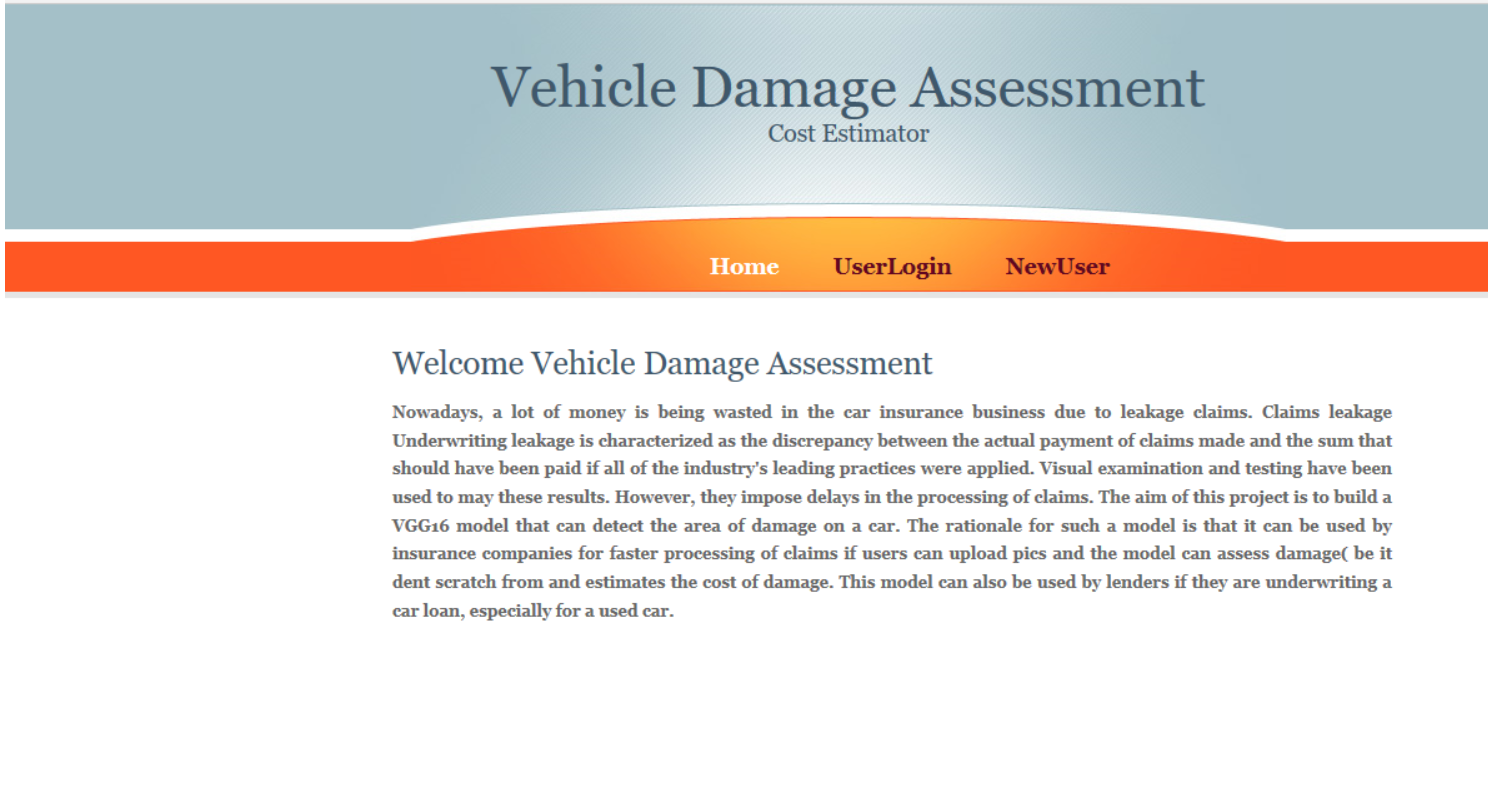 Vehicle Damage Assessment
Cost Estimator
Home UserLogin NewUser
Welcome Vehicle Damage Assessment
Nowadays, a lot of money is being wasted in the car insurance business due to leakage claims. Claims leakage
Underwriting leakage is characterized as the discrepancy between the actual payment of claims made and the sum that
should have been paid if all of the industry's leading practices were applied. Visual examination and testing have been
used to may these results. However, they impose delays in the processing of claims. The aim of this project is to build a
VGG16 model that can detect the area of damage on a car. The rationale for such a model is that it can be used by
insurance companies for faster processing of claims if users can upload pics and the model can assess damage( be it
dent scratch from and estimates the cost of damage. This model can also be used by lenders if they are underwriting a
car loan, especially for a used car.